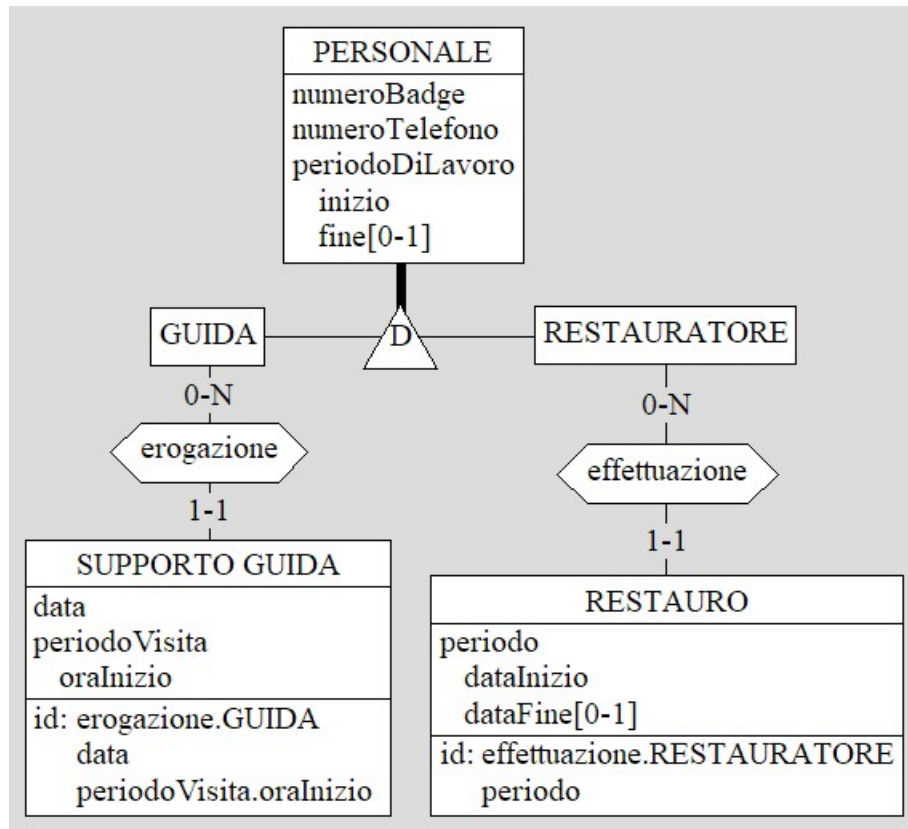 PERSONALE
numeroBadge
numeroTelefono
periodoDiLavoro
inizio
fine[0-1]
GUIDA
D
RESTAURATORE
0-N
0-N
erogazione
effettuazione
1-1
1-1
SUPPORTO GUIDA
data
periodoVisita
oraInizio
id: erogazione.GUIDA
data
periodoVisita.oraInizio
RESTAURO
periodo
dataInizio
dataFine[0-1]
id: effettuazione.RESTAURATORE
periodo